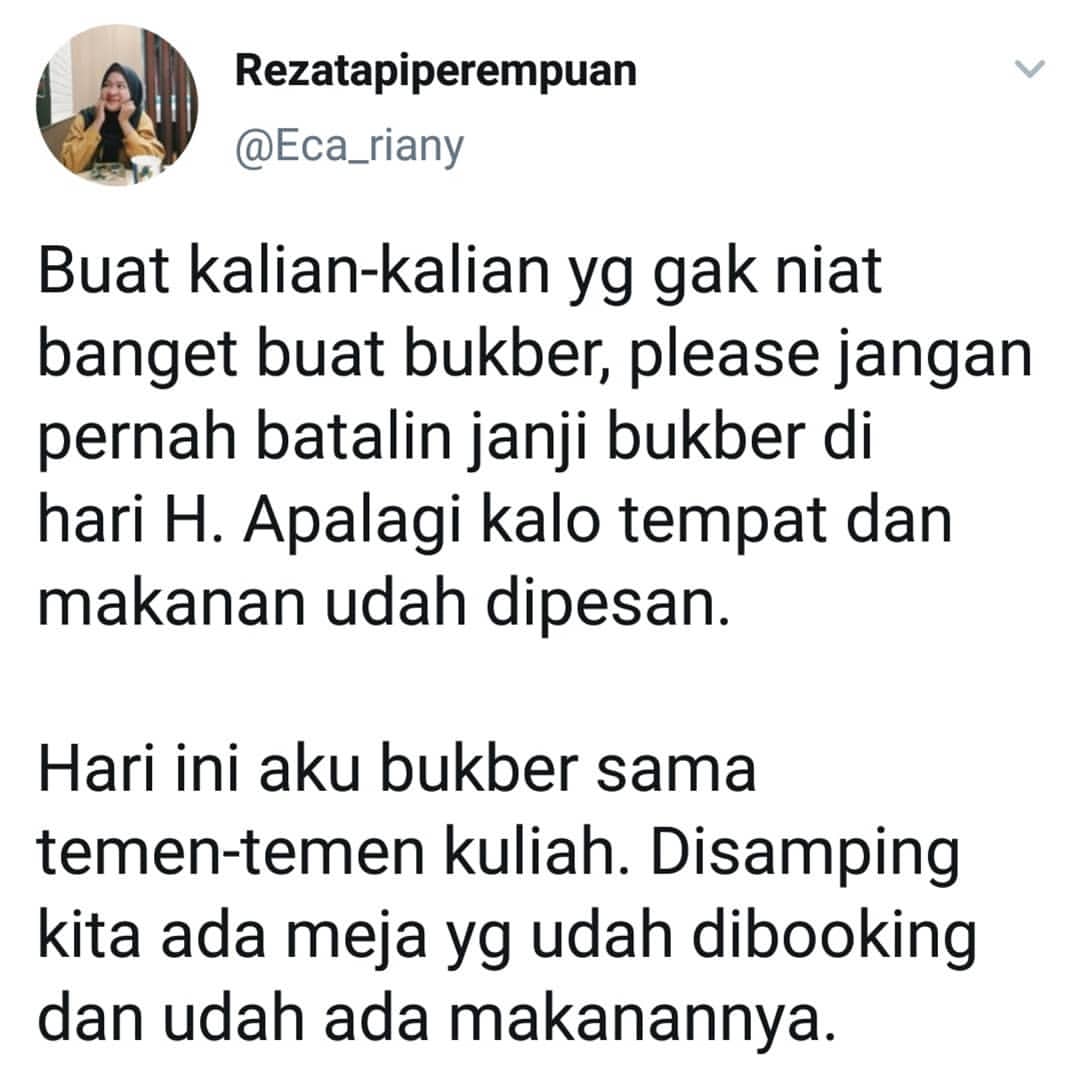 Rezatapiperempuan
@Eca_riany
Buat kalian-kalian yg gak niat
banget buat bukber, please jangan
pernah batalin janji bukber di
hari H. Apalagi kalo tempat dan
makanan udah dipesan.
Hari ini aku bukber sama
temen-temen kuliah. Disamping
kita ada meja yg udah dibooking
dan udah ada makanannya.